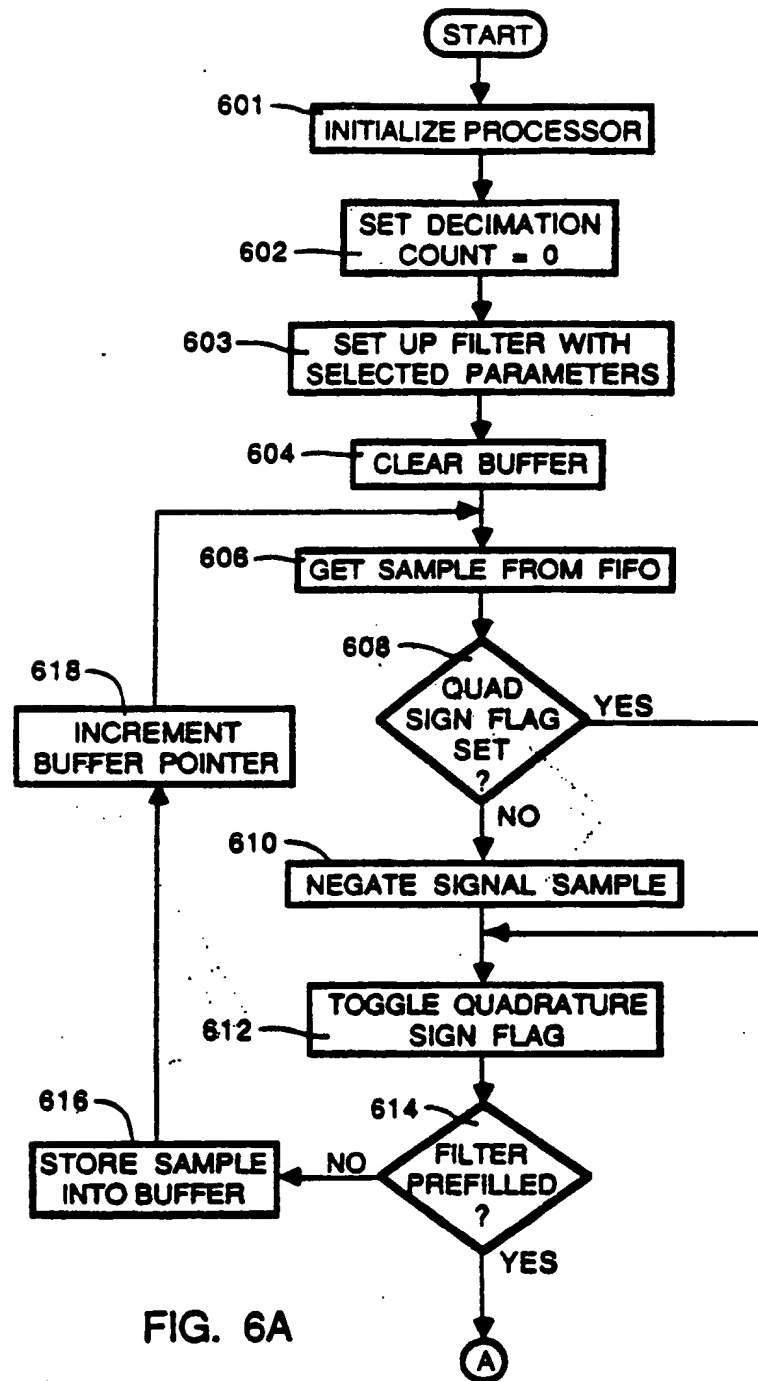 START
601
INITIALIZE PROCESSOR
SET DECIMATION
COUNT = 0
602
603
SET UP FILTER WITH
SELECTED PARAMETERS
604
CLEAR BUFFER
606
GET SAMPLE FROM FIFO
608
QUAD
SIGN FLAG
SET
?
YES
NO
618
INCREMENT
BUFFER POINTER
610
NEGATE SIGNAL SAMPLE
TOGGLE QUADRATURE
SIGN FLAG
612
616
STORE SAMPLE
INTO BUFFER
NO
614
FILTER
PREFILLED
?
YES
FIG. 6A
A